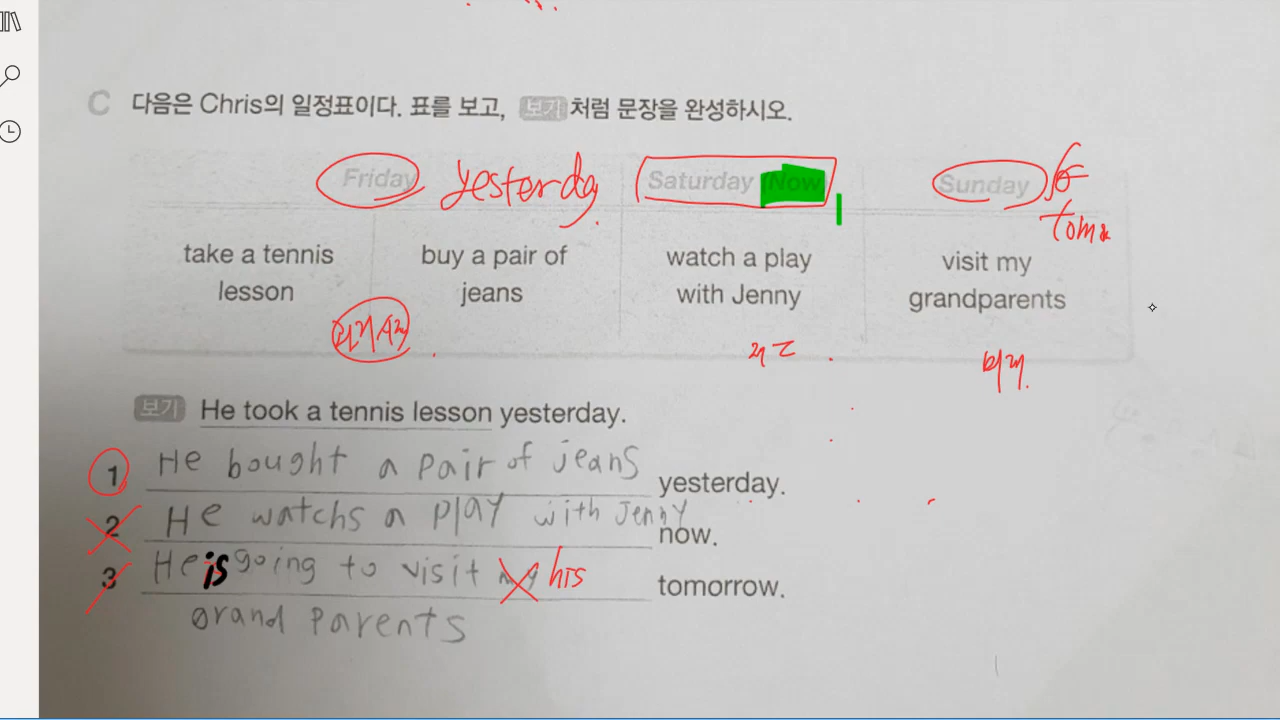 C 다음은 Chris의 일정표이다. 표를 보고, 보기 처럼 문장을 완성하시오.
Friday yesterday Saturday Now Sunday
take a tennis lesson
buy a pair of jeans
watch a play with Jenny
visit my grandparents
과거시제
미래
보기 He took a tennis lesson yesterday.
1 He bought a pair of jeans yesterday.
2 He watchs a play with Jenny now.
3 He is going to visit my his tomorrow.
grand parents